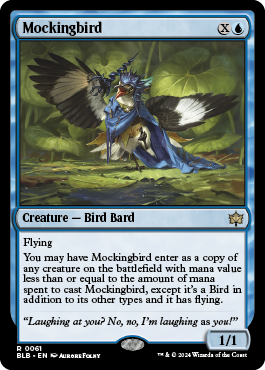 Mockingbird X
Creature — Bird Bard
Flying
You may have Mockingbird enter as a copy of
any creature on the battlefield with mana value
less than or equal to the amount of mana
spent to cast Mockingbird, except it's a Bird in
addition to its other types and it has flying.
“Laughing at you? No, no, I'm laughing as you!”
1/1
R 0061
BLB • EN AURORE FOLNY ™ & © 2024 Wizards of the Coast